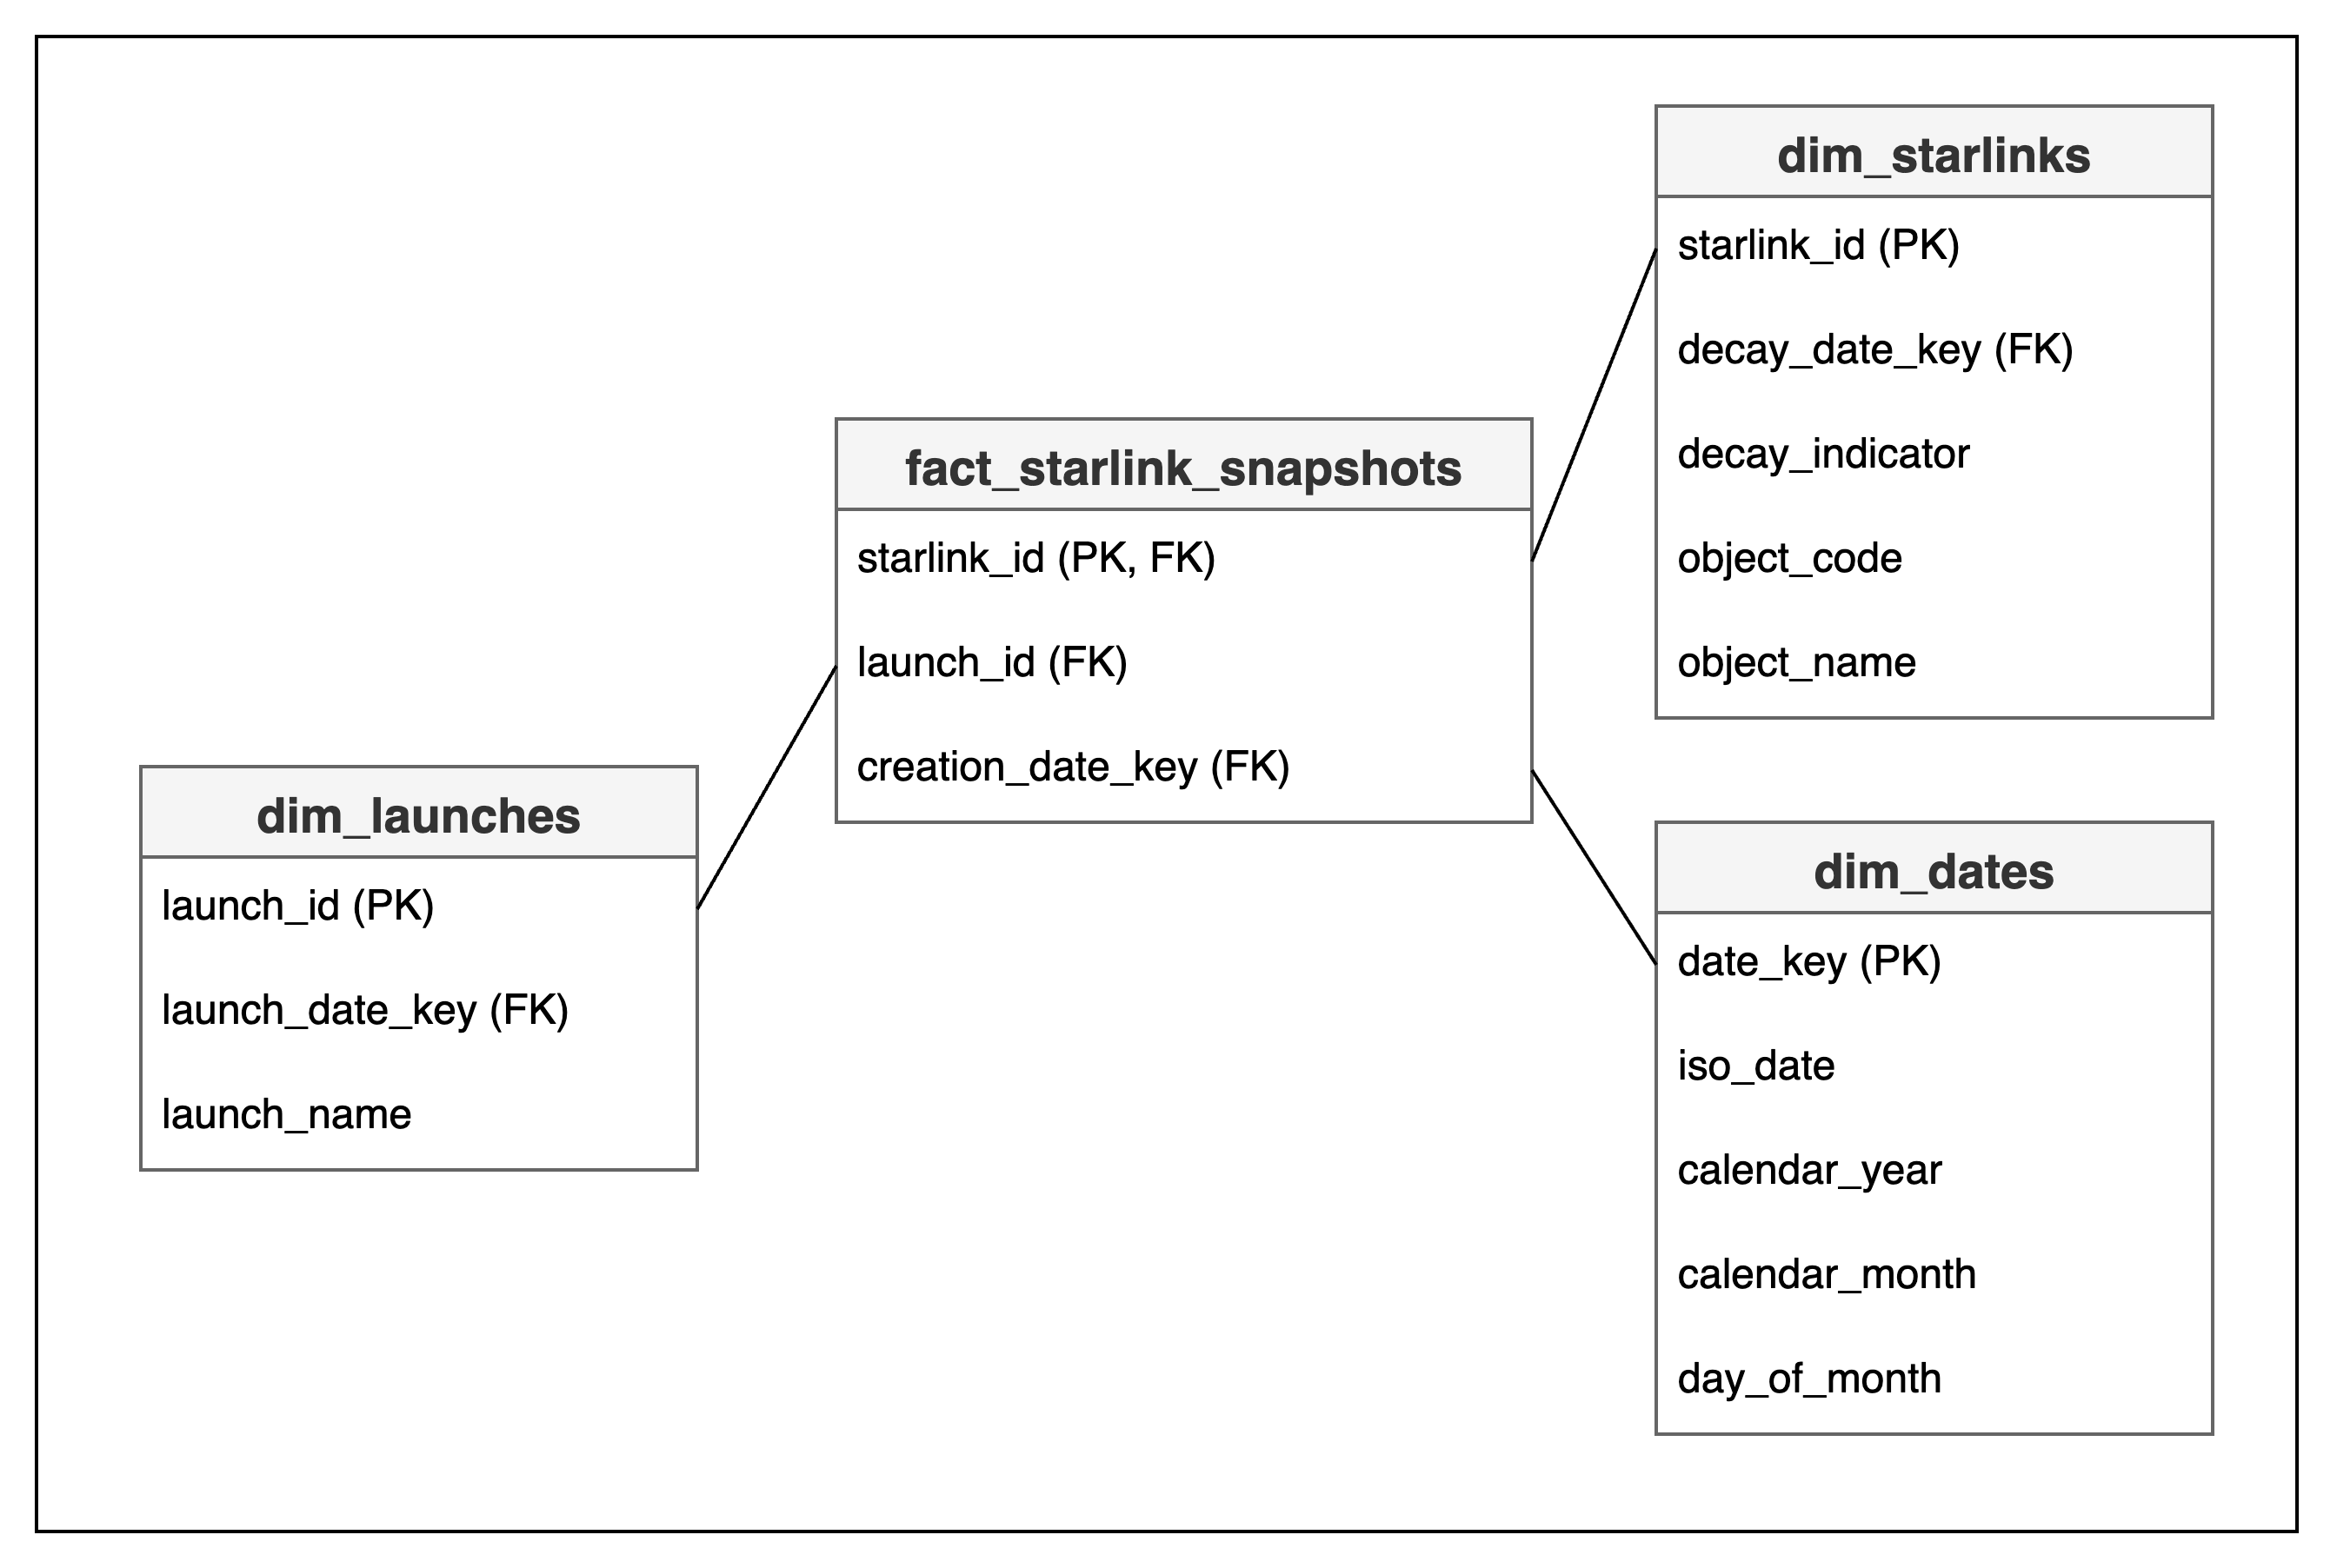 dim_starlinks
starlink_id (PK)
decay_date_key (FK)
decay_indicator
object_code
object_name
fact_starlink_snapshots
starlink_id (PK, FK)
launch_id (FK)
creation_date_key (FK)
dim_launches
launch_id (PK)
launch_date_key (FK)
launch_name
dim_dates
date_key (PK)
iso_date
calendar_year
calendar_month
day_of_month